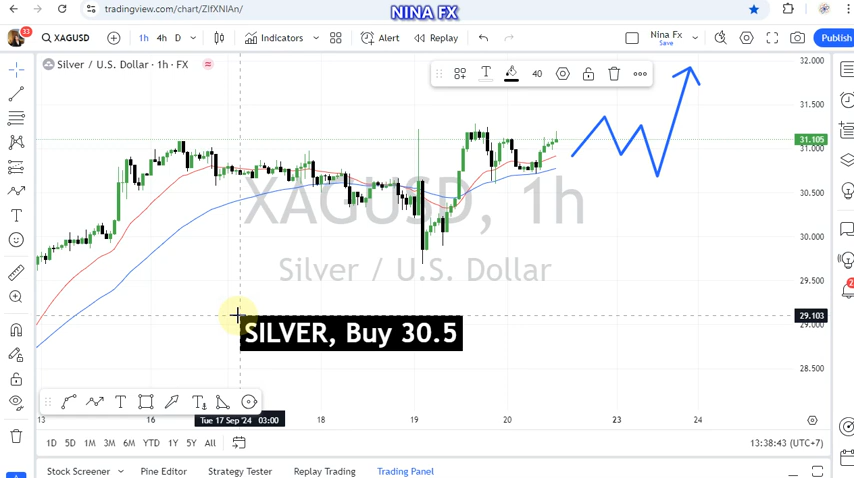 NINA FX
tradingview.com/chart/ZIfXNIAn/
33
XAGUSD
1h
4h
D
Indicators
Alert
Replay
Nina Fx
Save
Publish
Silver / U.S. Dollar · 1h · FX
40
32.000
31.500
31.105
31.000
30.500
30.000
29.500
29.103
29.000
28.500
XAGUSD, 1h
Silver / U.S. Dollar
SILVER, Buy 30.5
13
16
Tue 17 Sep '24 03:00
18
19
20
23
24
1D 5D 1M 3M 6M YTD 1Y 5Y All
13:38:43 (UTC+7)
Stock Screener
Pine Editor
Strategy Tester
Replay Trading
Trading Panel